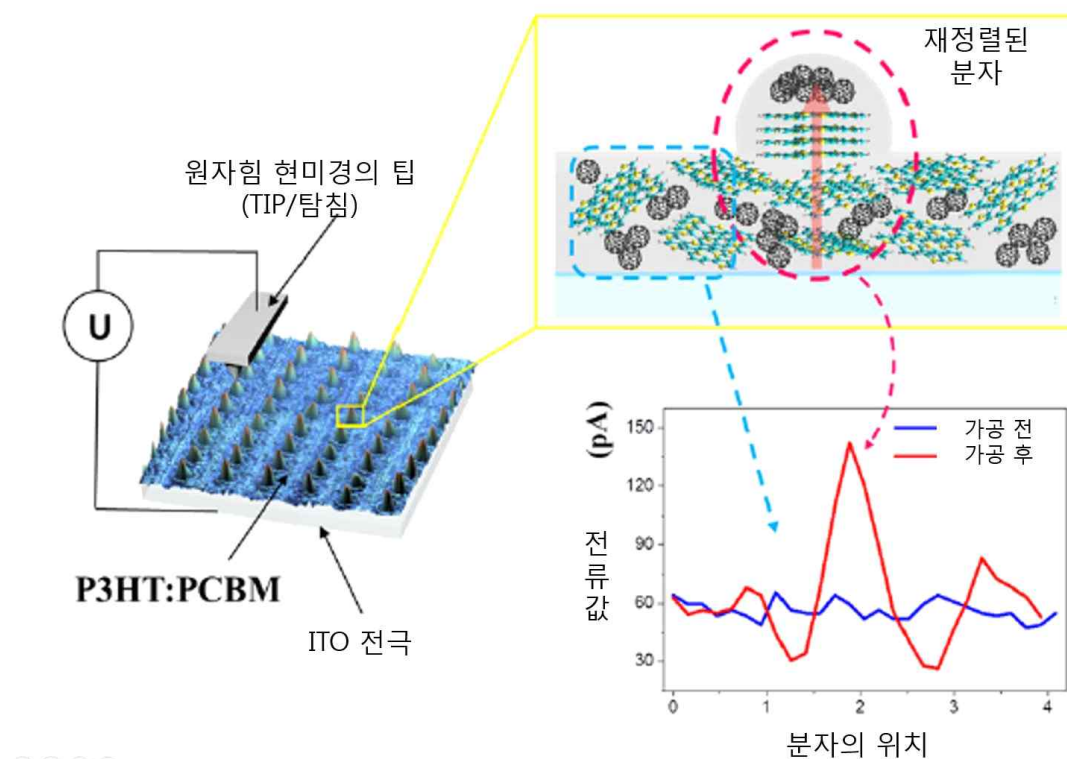 재정렬된
분자
원자힘 현미경의 팁
(TIP/탐침)
U
P3HT:PCBM
ITO 전극
(pA)
전류값
150
120
90
60
30
가공 전
가공 후
0 1 2 3 4
분자의 위치